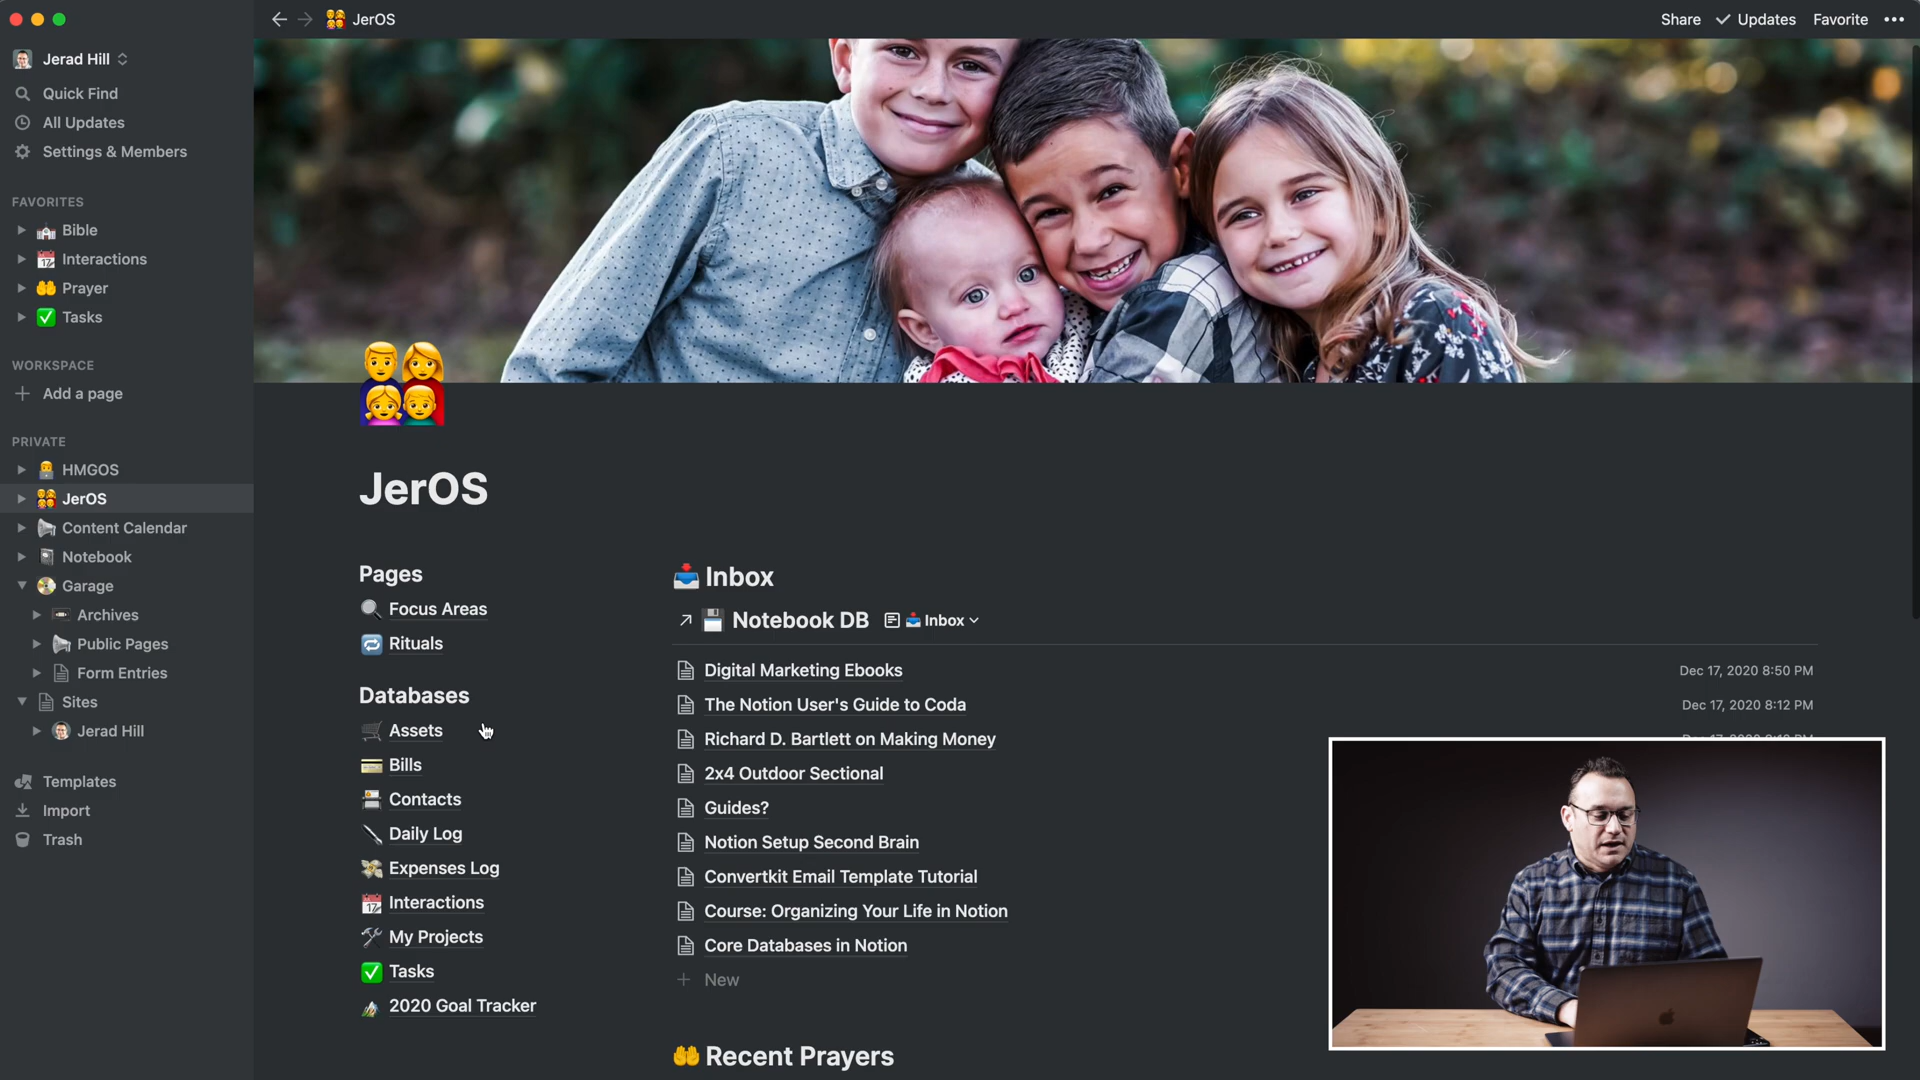 JerOS
Share
Updates
Favorite
Jerad Hill
Quick Find
All Updates
Settings & Members
FAVORITES
Bible
Interactions
Prayer
Tasks
WORKSPACE
Add a page
PRIVATE
HMGOS
JerOS
Content Calendar
Notebook
Garage
Archives
Public Pages
Form Entries
Sites
Jerad Hill
Templates
Import
Trash
JerOS
Pages
Focus Areas
Rituals
Databases
Assets
Bills
Contacts
Daily Log
Expenses Log
Interactions
My Projects
Tasks
2020 Goal Tracker
Inbox
Notebook DB Inbox
Digital Marketing Ebooks Dec 17, 2020 8:50 PM
The Notion User's Guide to Coda Dec 17, 2020 8:12 PM
Richard D. Bartlett on Making Money
2x4 Outdoor Sectional
Guides?
Notion Setup Second Brain
Convertkit Email Template Tutorial
Course: Organizing Your Life in Notion
Core Databases in Notion
New
Recent Prayers